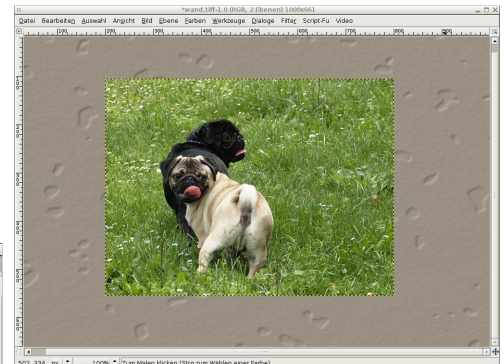 *wand.tiff-1.0 (RGB, 2 Ebenen) 1000x661
Datei Bearbeiten Auswahl Ansicht Bild Ebene Farben Werkzeuge Dialoge Filter Script-Fu Video
100 200 300 400 500 600 700 800 900
502, 334 px 100% Zum Malen klicken (Strg zum Wählen einer Farbe)